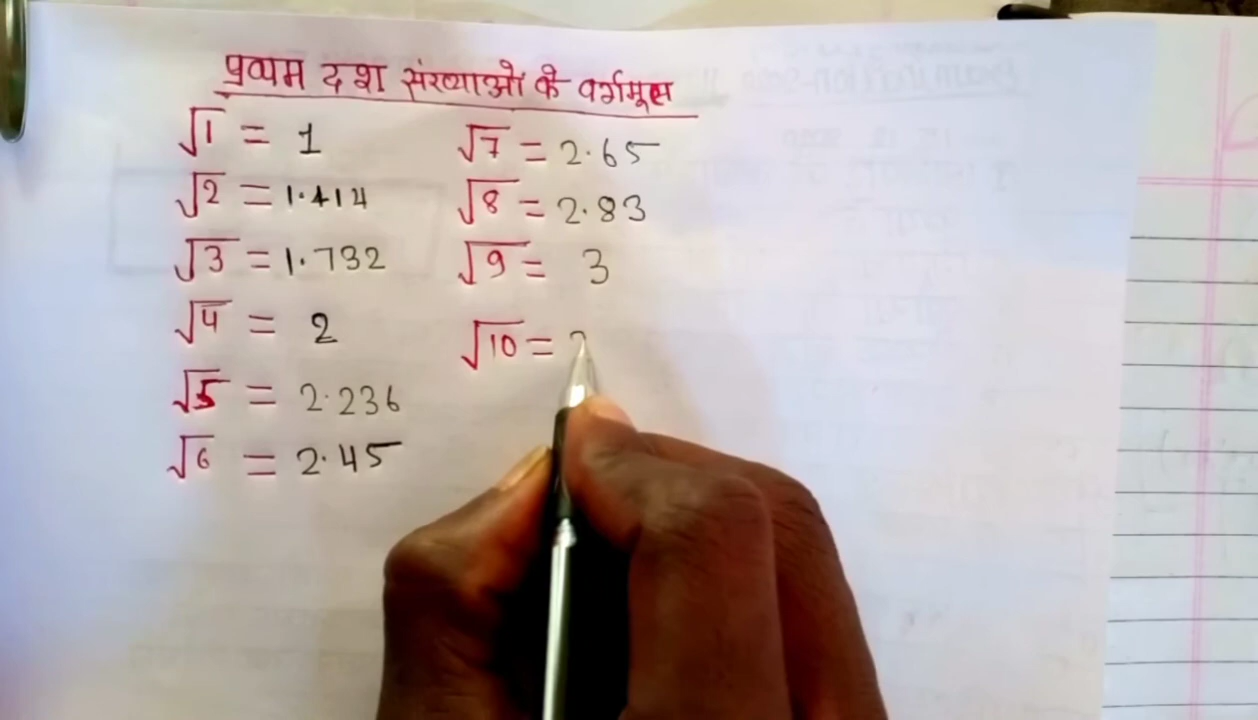 प्रथम दश संख्याओं के वर्गमूल
√1 = 1
√2 = 1.414
√3 = 1.732
√4 = 2
√5 = 2.236
√6 = 2.45
√7 = 2.65
√8 = 2.83
√9 = 3
√10 =